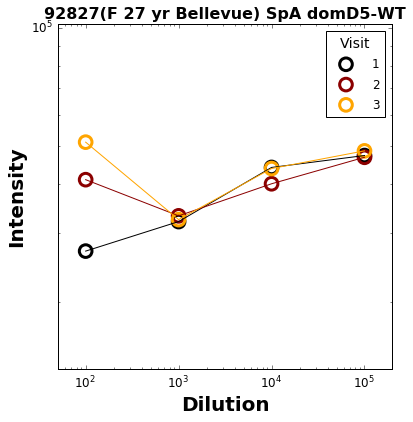 92827(F 27 yr Bellevue) SpA domD5-WT
10^5
Visit
1
2
3
Intensity
10^2 10^3 10^4 10^5
Dilution